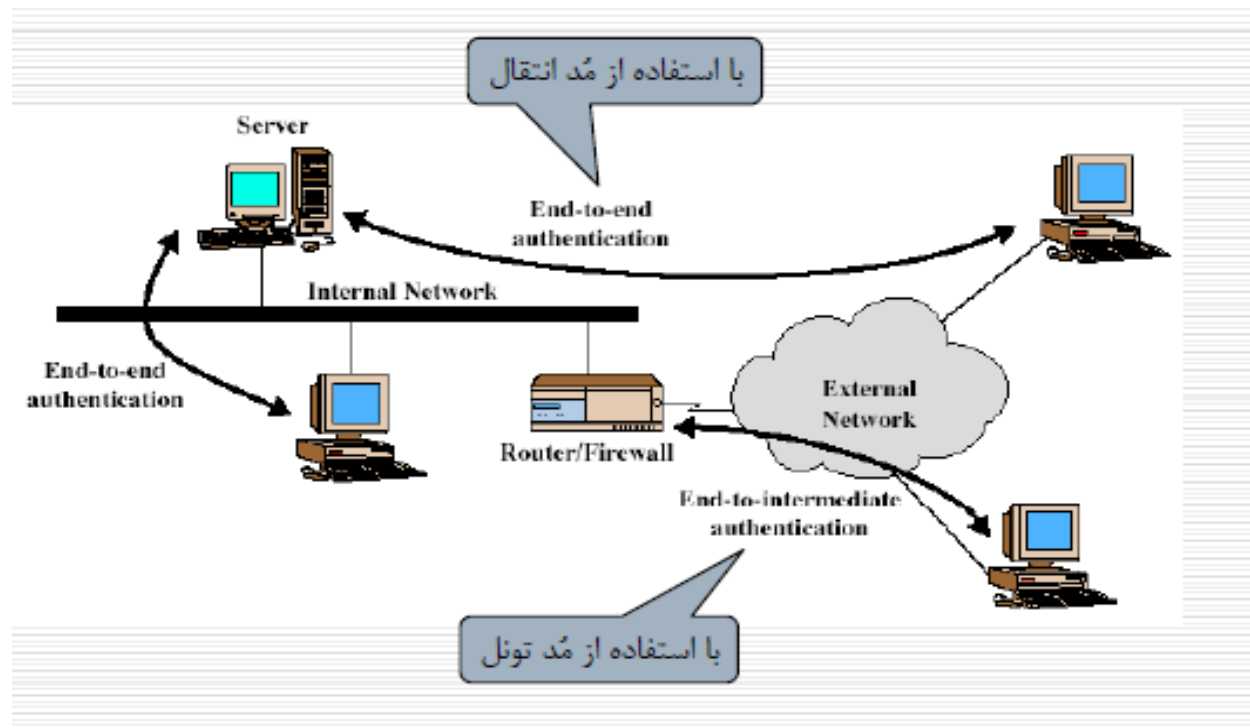 با استفاده از مُد انتقال
Server
End-to-end
authentication
Internal Network
End-to-end
authentication
External
Network
Router/Firewall
End-to-intermediate
authentication
با استفاده از مُد تونل